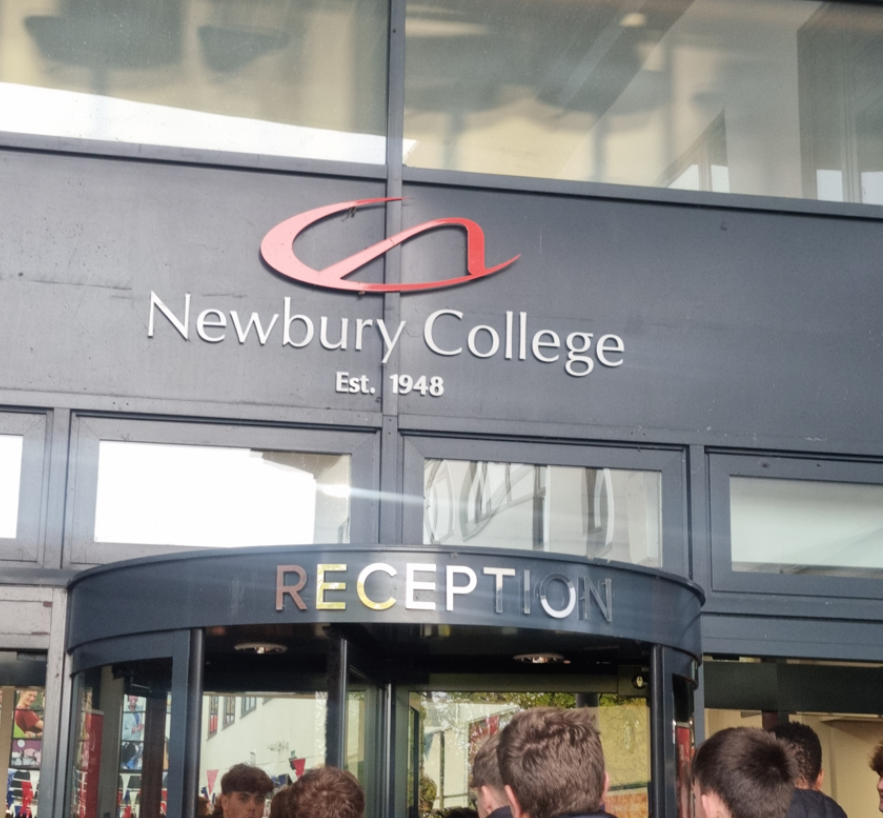 Newbury College
Est. 1948
RECEPTION